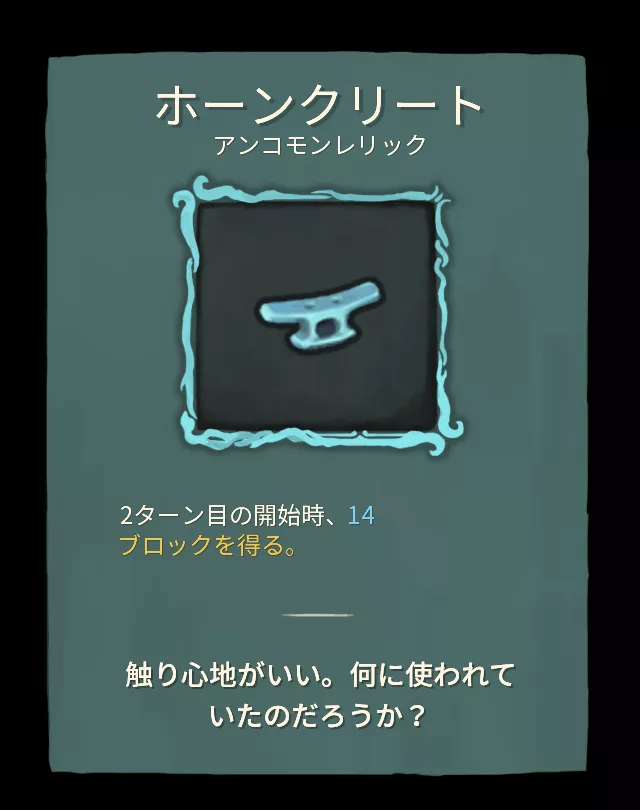 ホーンクリート
アンコモンレリック
2ターン目の開始時、14
ブロックを得る。
触り心地がいい。何に使われて
いたのだろうか？